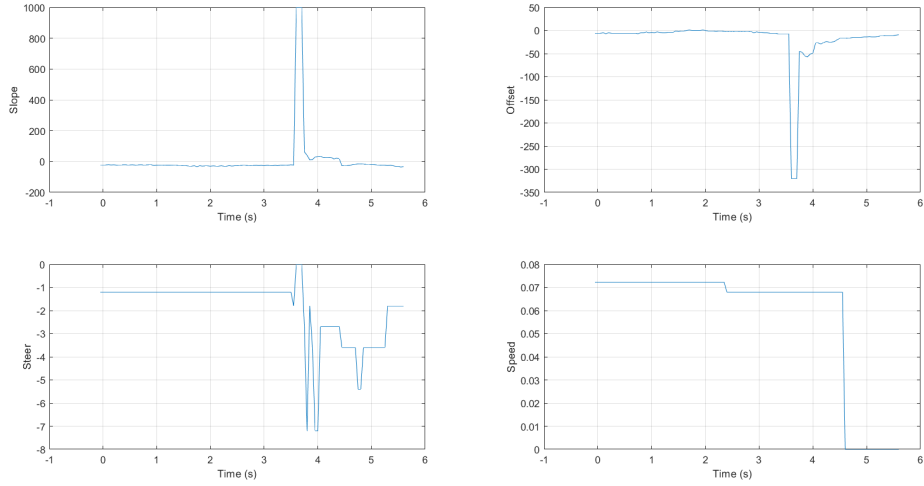 1000
800
600
400
200
0
-200
Slope
-1 0 1 2 3 4 5 6
Time (s)
50
0
-50
-100
-150
-200
-250
-300
-350
Offset
-1 0 1 2 3 4 5 6
Time (s)
0
-1
-2
-3
-4
-5
-6
-7
-8
Steer
-1 0 1 2 3 4 5 6
Time (s)
0.08
0.07
0.06
0.05
0.04
0.03
0.02
0.01
0
Speed
-1 0 1 2 3 4 5 6
Time (s)